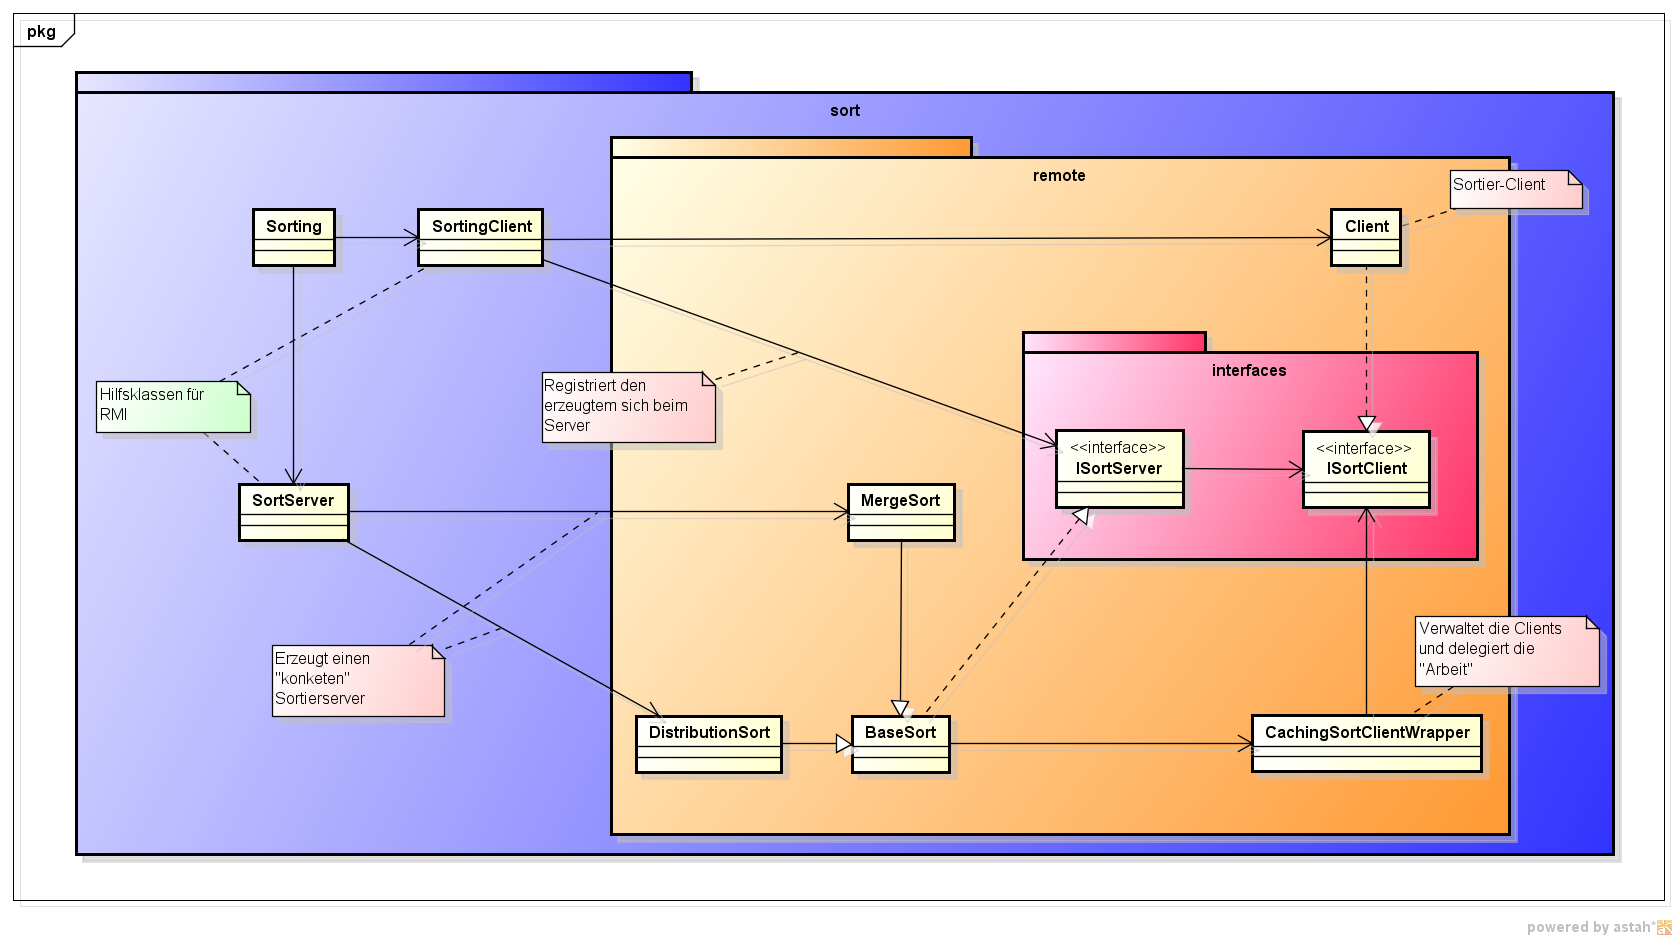 pkg
sort
remote
Sortier-Client
Sorting
SortingClient
Client
interfaces
Hilfsklassen für
RMI
Registriert den
erzeugtem sich beim
Server
<<interface>>
ISortServer
<<interface>>
ISortClient
SortServer
MergeSort
Erzeugt einen
"konketen"
Sortierserver
Verwaltet die Clients
und delegiert die
"Arbeit"
DistributionSort
BaseSort
CachingSortClientWrapper
powered by astah*